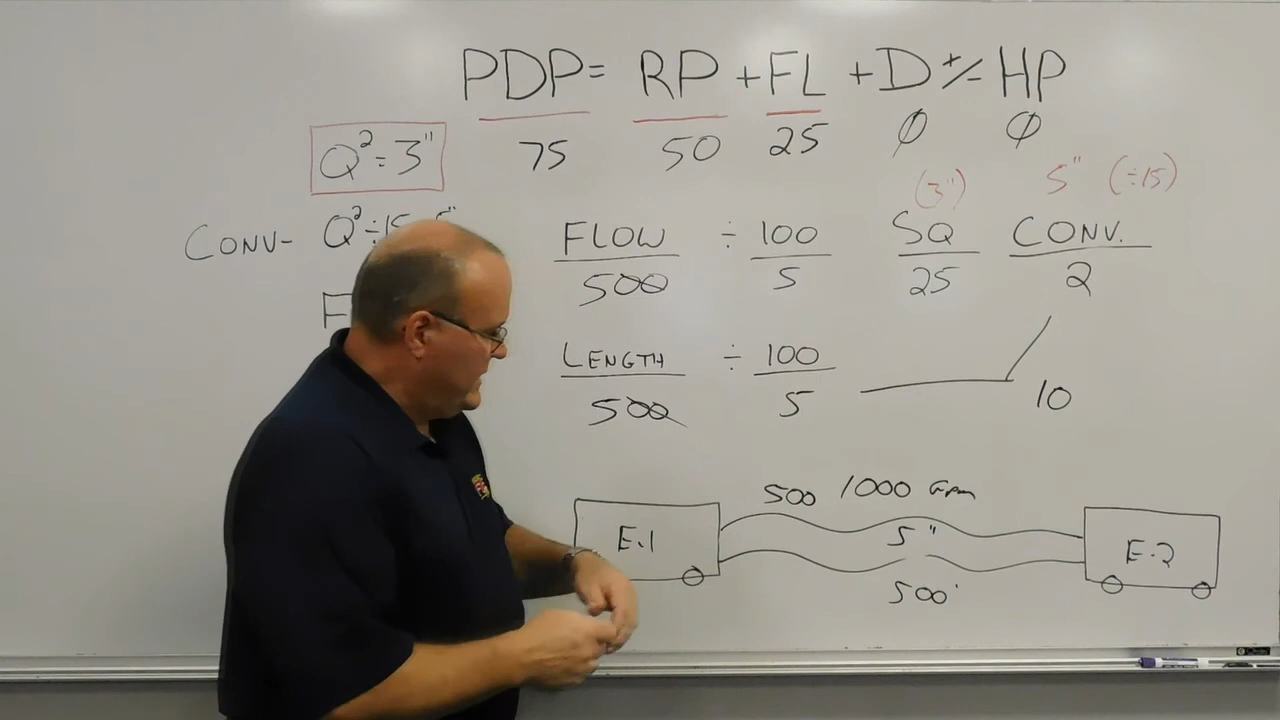 PDP= RP +FL +D +/- HP
75 50 25 Ø Ø
Q²=3"
(3") 5" (÷15)
CONV- Q²÷15
FLOW ÷ 100 SQ CONV.
500 5 25 2
F
LENGTH ÷ 100
500 5 10
500 1000 GPM
E.1 5" E.2
500'